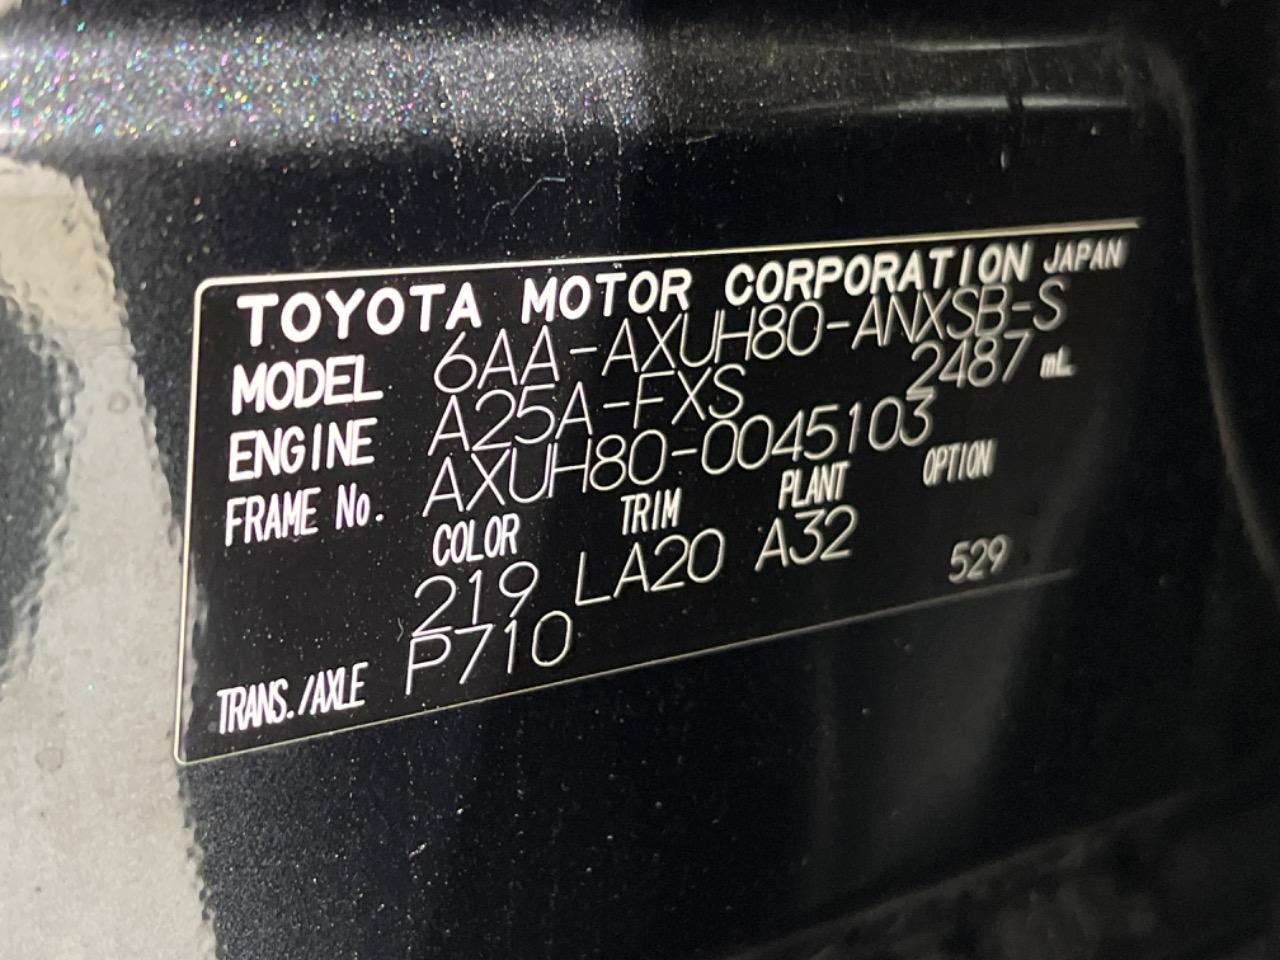 TOYOTA MOTOR CORPORATION JAPAN
MODEL 6AA-AXUH80-ANXSB-S
ENGINE A25A-FXS 2487 mL
FRAME No. AXUH80-0045103
COLOR TRIM PLANT OPTION
219 LA20 A32 529
TRANS./AXLE P710